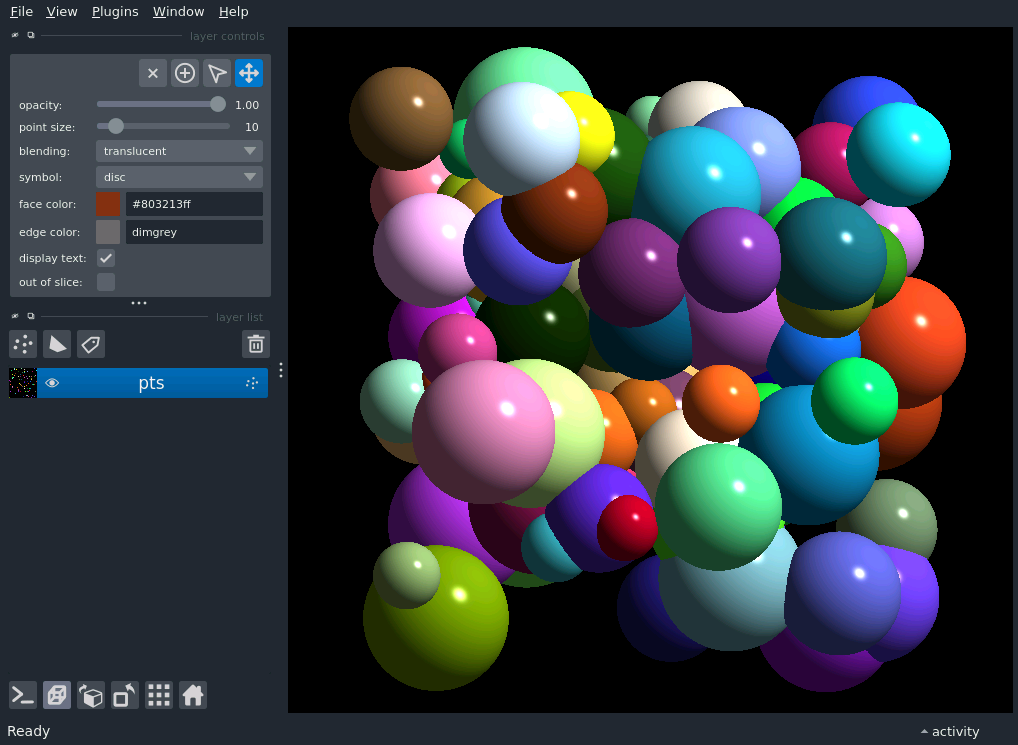 File View Plugins Window Help
layer controls
opacity: 1.00
point size: 10
blending: translucent
symbol: disc
face color: #803213ff
edge color: dimgrey
display text:
out of slice:
layer list
pts
Ready activity